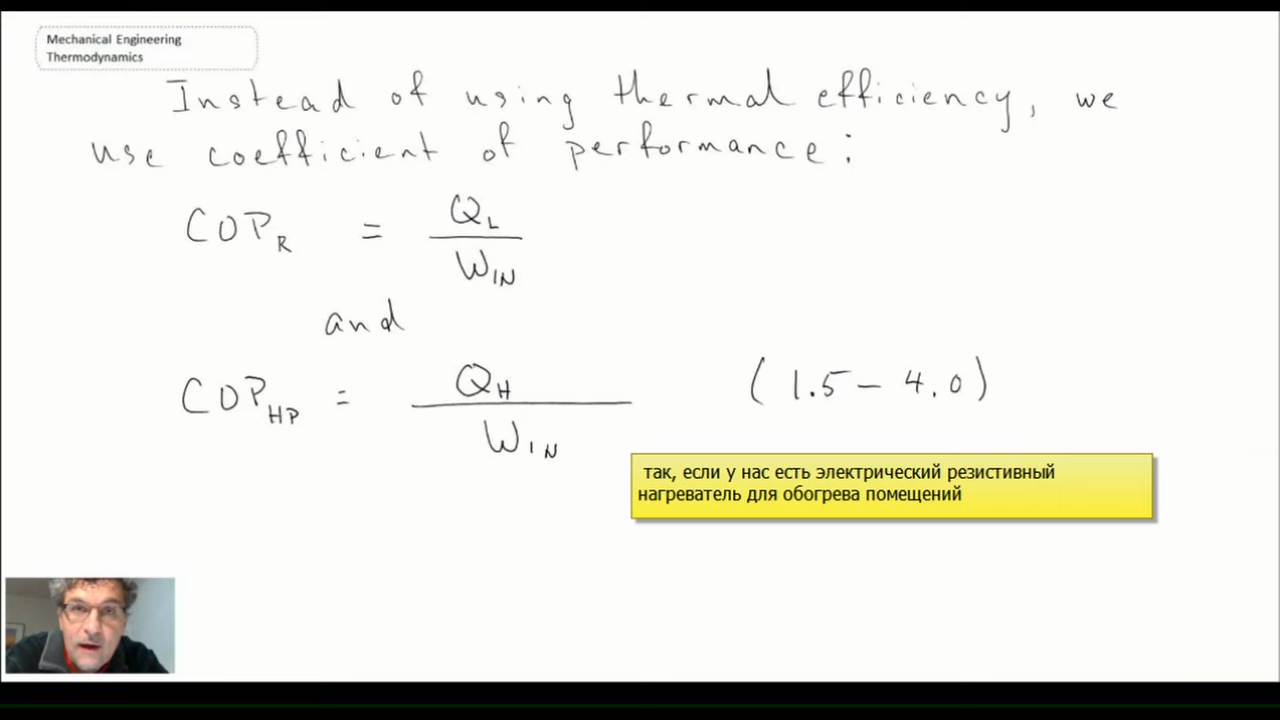 Mechanical Engineering
Thermodynamics
Instead of using thermal efficiency, we
use coefficient of performance:
COP_R = Q_L / W_IN
and
COP_HP = Q_H / W_IN (1.5 – 4.0)
так, если у нас есть электрический резистивный
нагреватель для обогрева помещений